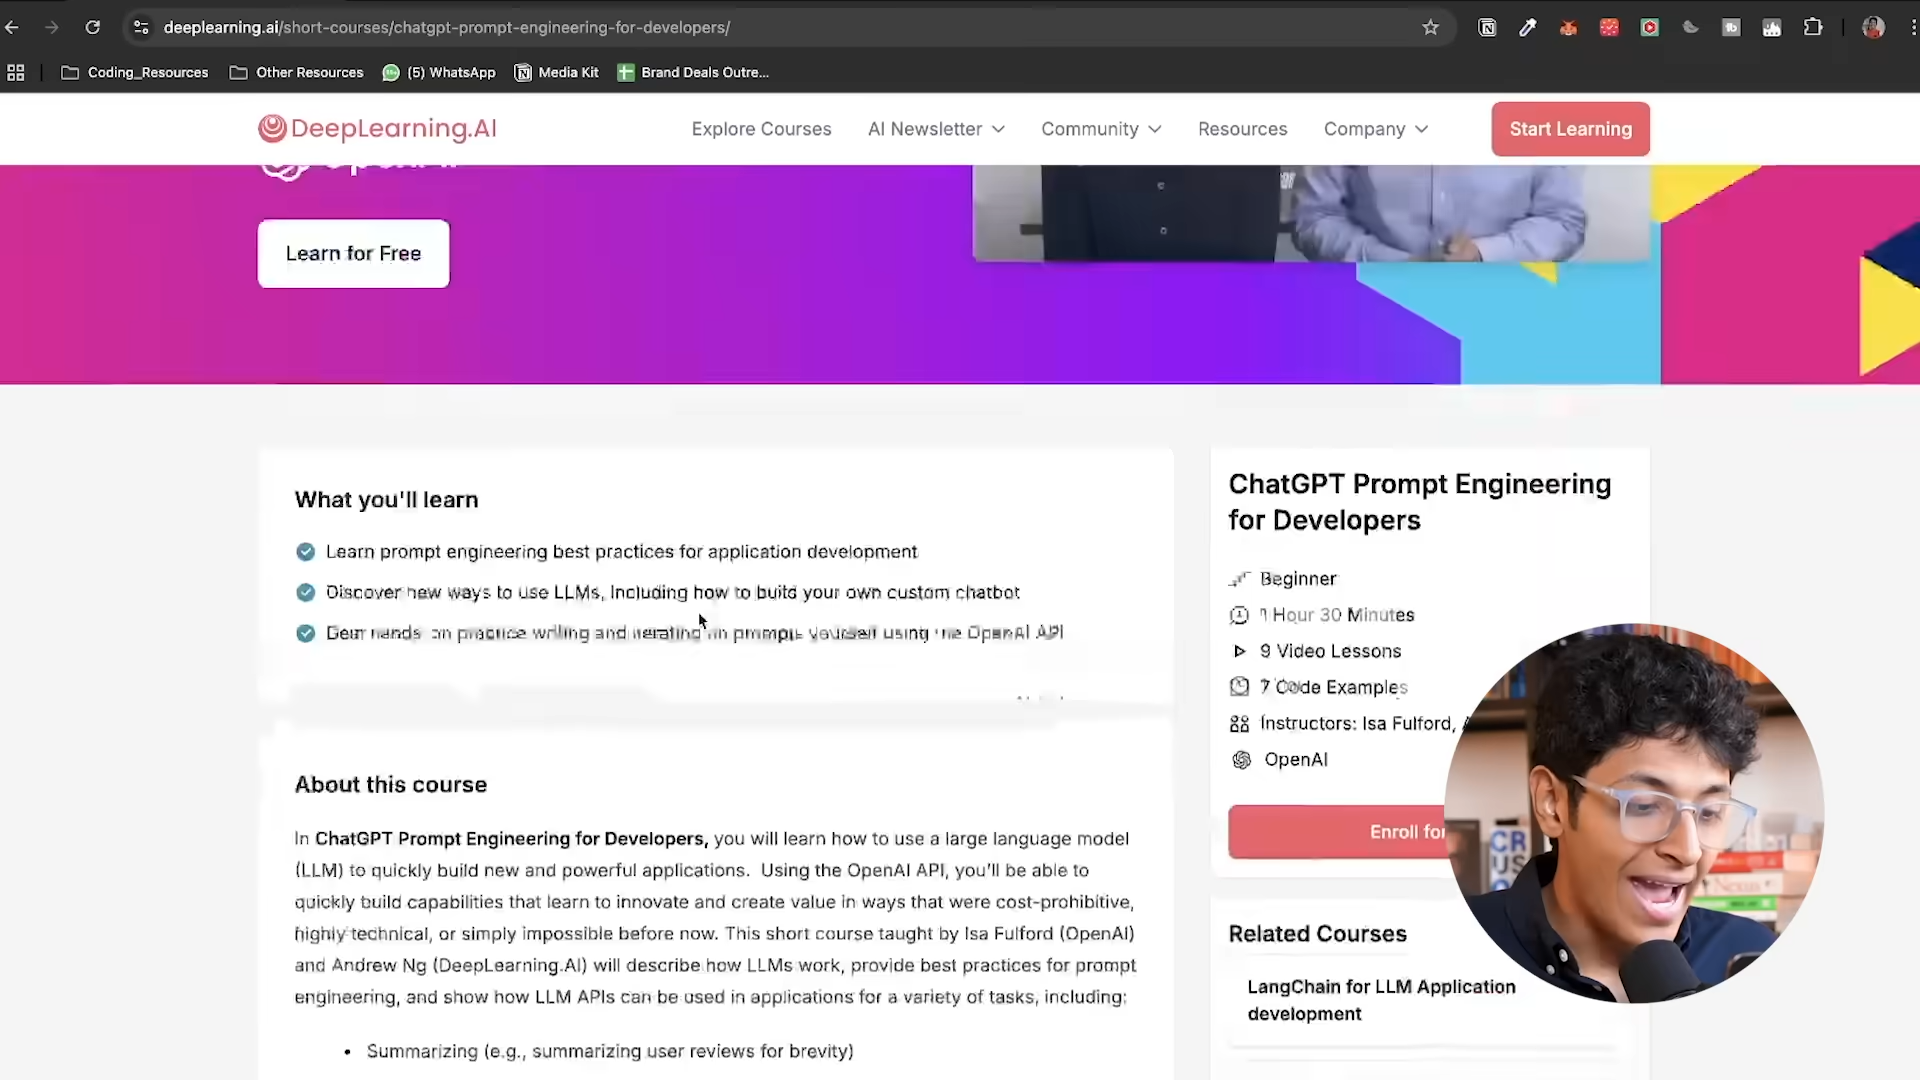 deeplearning.ai/short-courses/chatgpt-prompt-engineering-for-developers/
Coding_Resources
Other Resources
(5) WhatsApp
Media Kit
Brand Deals Outre...
DeepLearning.AI
Explore Courses
AI Newsletter
Community
Resources
Company
Start Learning
Learn for Free
What you'll learn
Learn prompt engineering best practices for application development
Discover new ways to use LLMs, including how to build your own custom chatbot
practice writing and iterating on prompts yourself using the OpenAI API
About this course
In ChatGPT Prompt Engineering for Developers, you will learn how to use a large language model
(LLM) to quickly build new and powerful applications. Using the OpenAI API, you'll be able to
quickly build capabilities that learn to innovate and create value in ways that were cost-prohibitive,
highly technical, or simply impossible before now. This short course taught by Isa Fulford (OpenAI)
and Andrew Ng (DeepLearning.AI) will describe how LLMs work, provide best practices for prompt
engineering, and show how LLM APIs can be used in applications for a variety of tasks, including:
• Summarizing (e.g., summarizing user reviews for brevity)
ChatGPT Prompt Engineering
for Developers
Beginner
1 Hour 30 Minutes
9 Video Lessons
7 Code Examples
Instructors: Isa Fulford,
OpenAI
Enroll for
Related Courses
LangChain for LLM Application
development
CR
US